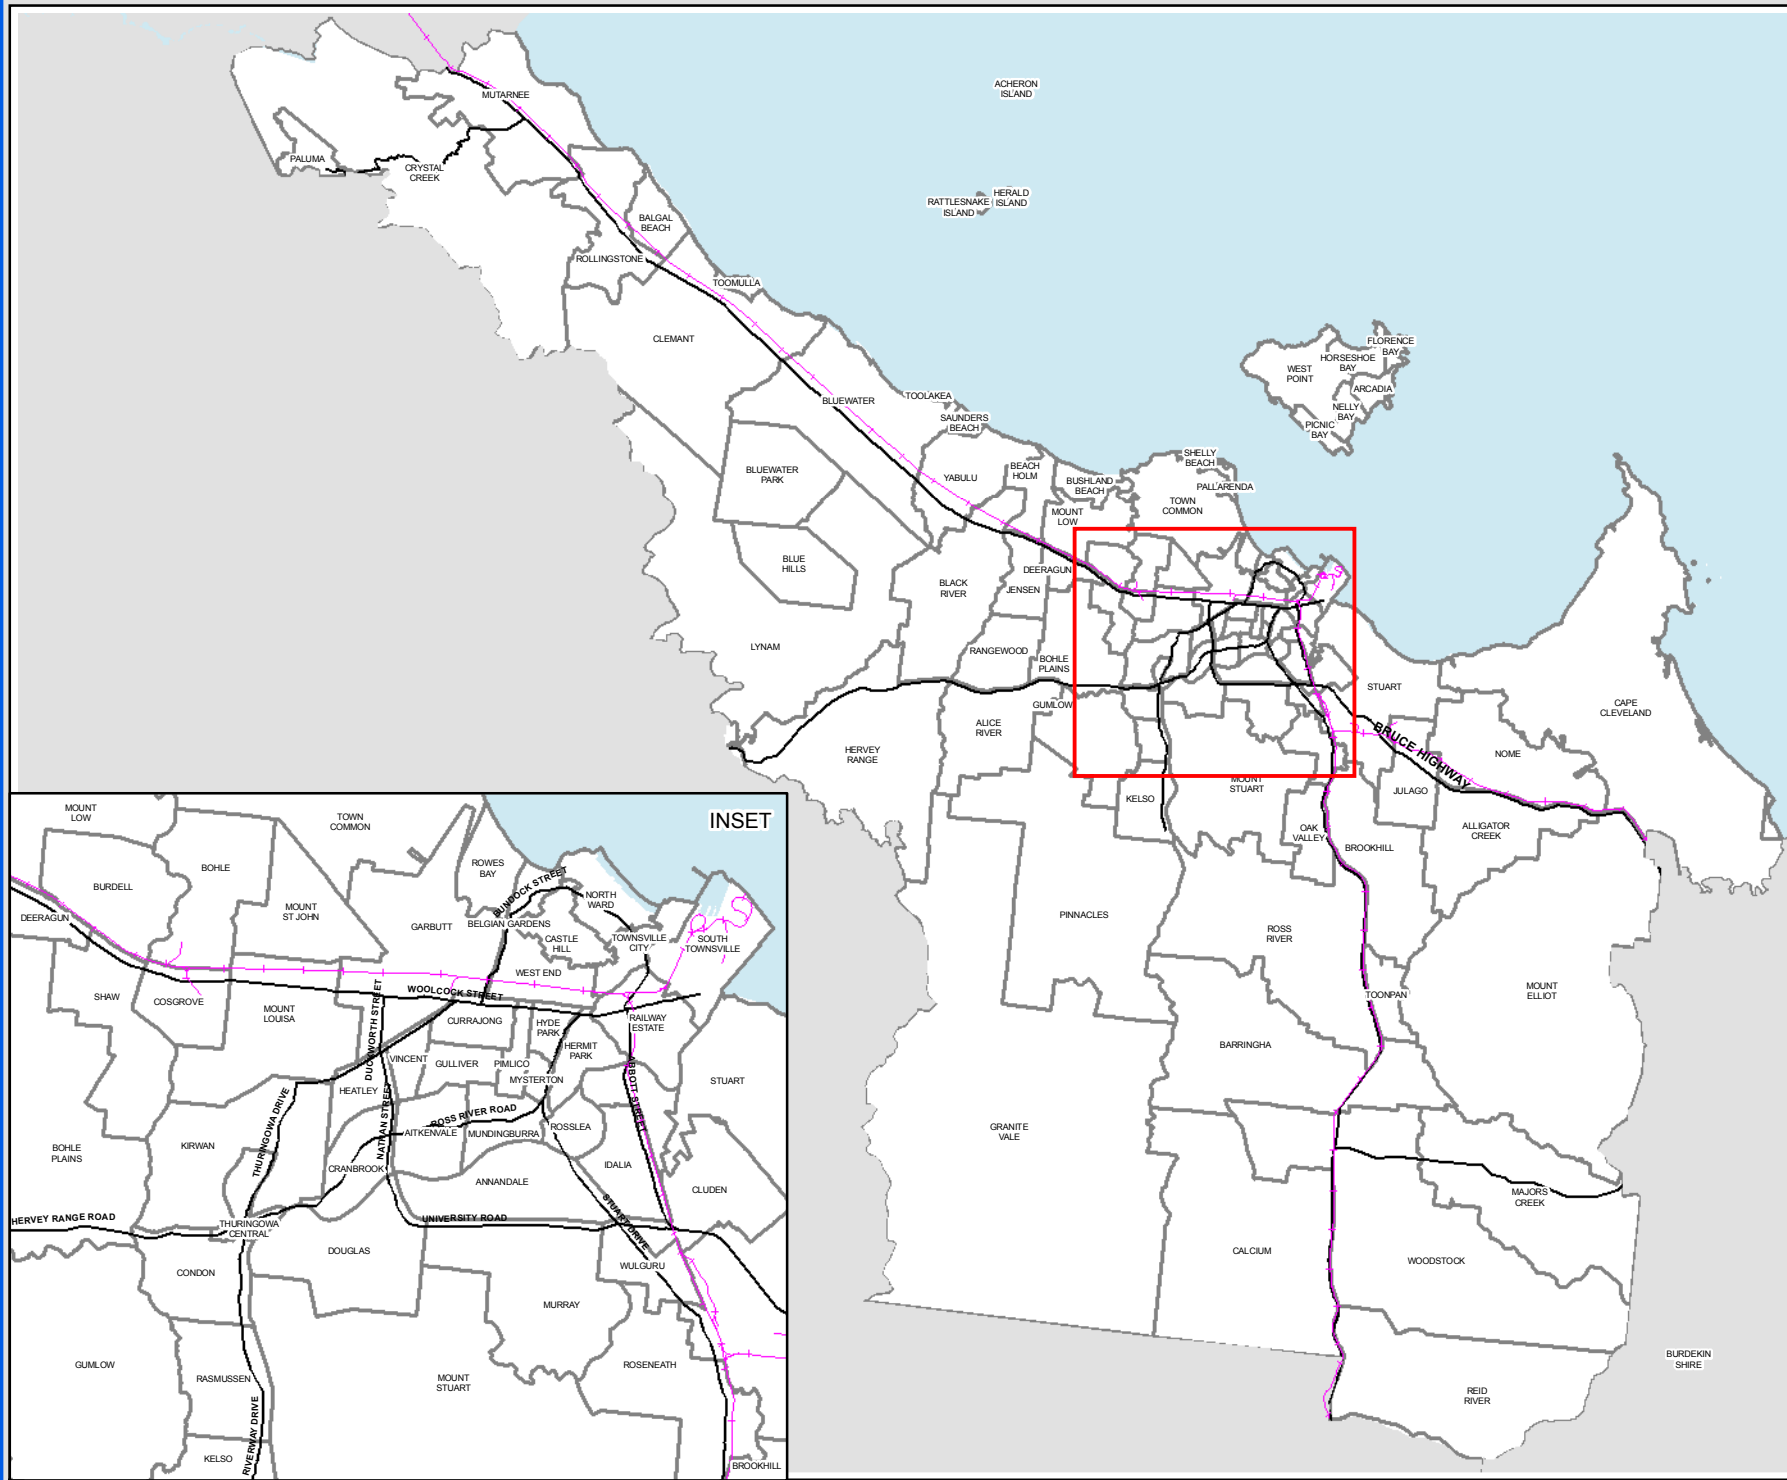 ACHERON
ISLAND
MUTARNEE
PALUMA
CRYSTAL
CREEK
RATTLESNAKE
ISLAND
HERALD
ISLAND
BALGAL
BEACH
ROLLINGSTONE
TOOMULLA
CLEMANT
FLORENCE
BAY
HORSESHOE
BAY
WEST
POINT
ARCADIA
NELLY
BAY
PICNIC
BAY
BLUEWATER
TOOLAKEA
SAUNDERS
BEACH
SHELLY
BEACH
BLUEWATER
PARK
YABULU
BEACH
HOLM
BUSHLAND
BEACH
PALLARENDA
TOWN
COMMON
MOUNT
LOW
BLUE
HILLS
DEERAGUN
BLACK
RIVER
JENSEN
LYNAM
RANGEWOOD
BOHLE
PLAINS
STUART
GUMLOW
CAPE
CLEVELAND
ALICE
RIVER
HERVEY
RANGE
BRUCE HIGHWAY
NOME
MOUNT
STUART
KELSO
JULAGO
OAK
VALLEY
BROOKHILL
ALLIGATOR
CREEK
PINNACLES
ROSS
RIVER
TOONPAN
MOUNT
ELLIOT
BARRINGHA
GRANITE
VALE
MAJORS
CREEK
CALCIUM
WOODSTOCK
BURDEKIN
SHIRE
REID
RIVER
INSET
MOUNT
LOW
TOWN
COMMON
BOHLE
ROWES
BAY
BURDELL
BUNDOCK STREET
NORTH
WARD
DEERAGUN
MOUNT
ST JOHN
GARBUTT
BELGIAN GARDENS
CASTLE
HILL
TOWNSVILLE
CITY
SOUTH
TOWNSVILLE
WEST END
SHAW
COSGROVE
WOOLCOCK STREET
MOUNT
LOUISA
DUCKWORTH STREET
CURRAJONG
HYDE
PARK
RAILWAY
ESTATE
HERMIT
PARK
VINCENT
GULLIVER
PIMLICO
MYSTERTON
STUART
HEATLEY
ABBOTT STREET
THURINGOWA DRIVE
NATHAN STREET
ROSS RIVER ROAD
AITKENVALE
MUNDINGBURRA
ROSSLEA
KIRWAN
BOHLE
PLAINS
CRANBROOK
IDALIA
ANNANDALE
CLUDEN
HERVEY RANGE ROAD
THURINGOWA
CENTRAL
UNIVERSITY ROAD
STUART DRIVE
DOUGLAS
CONDON
WULGURU
MURRAY
GUMLOW
RASMUSSEN
MOUNT
STUART
ROSENEATH
RIVERWAY DRIVE
KELSO
BROOKHILL